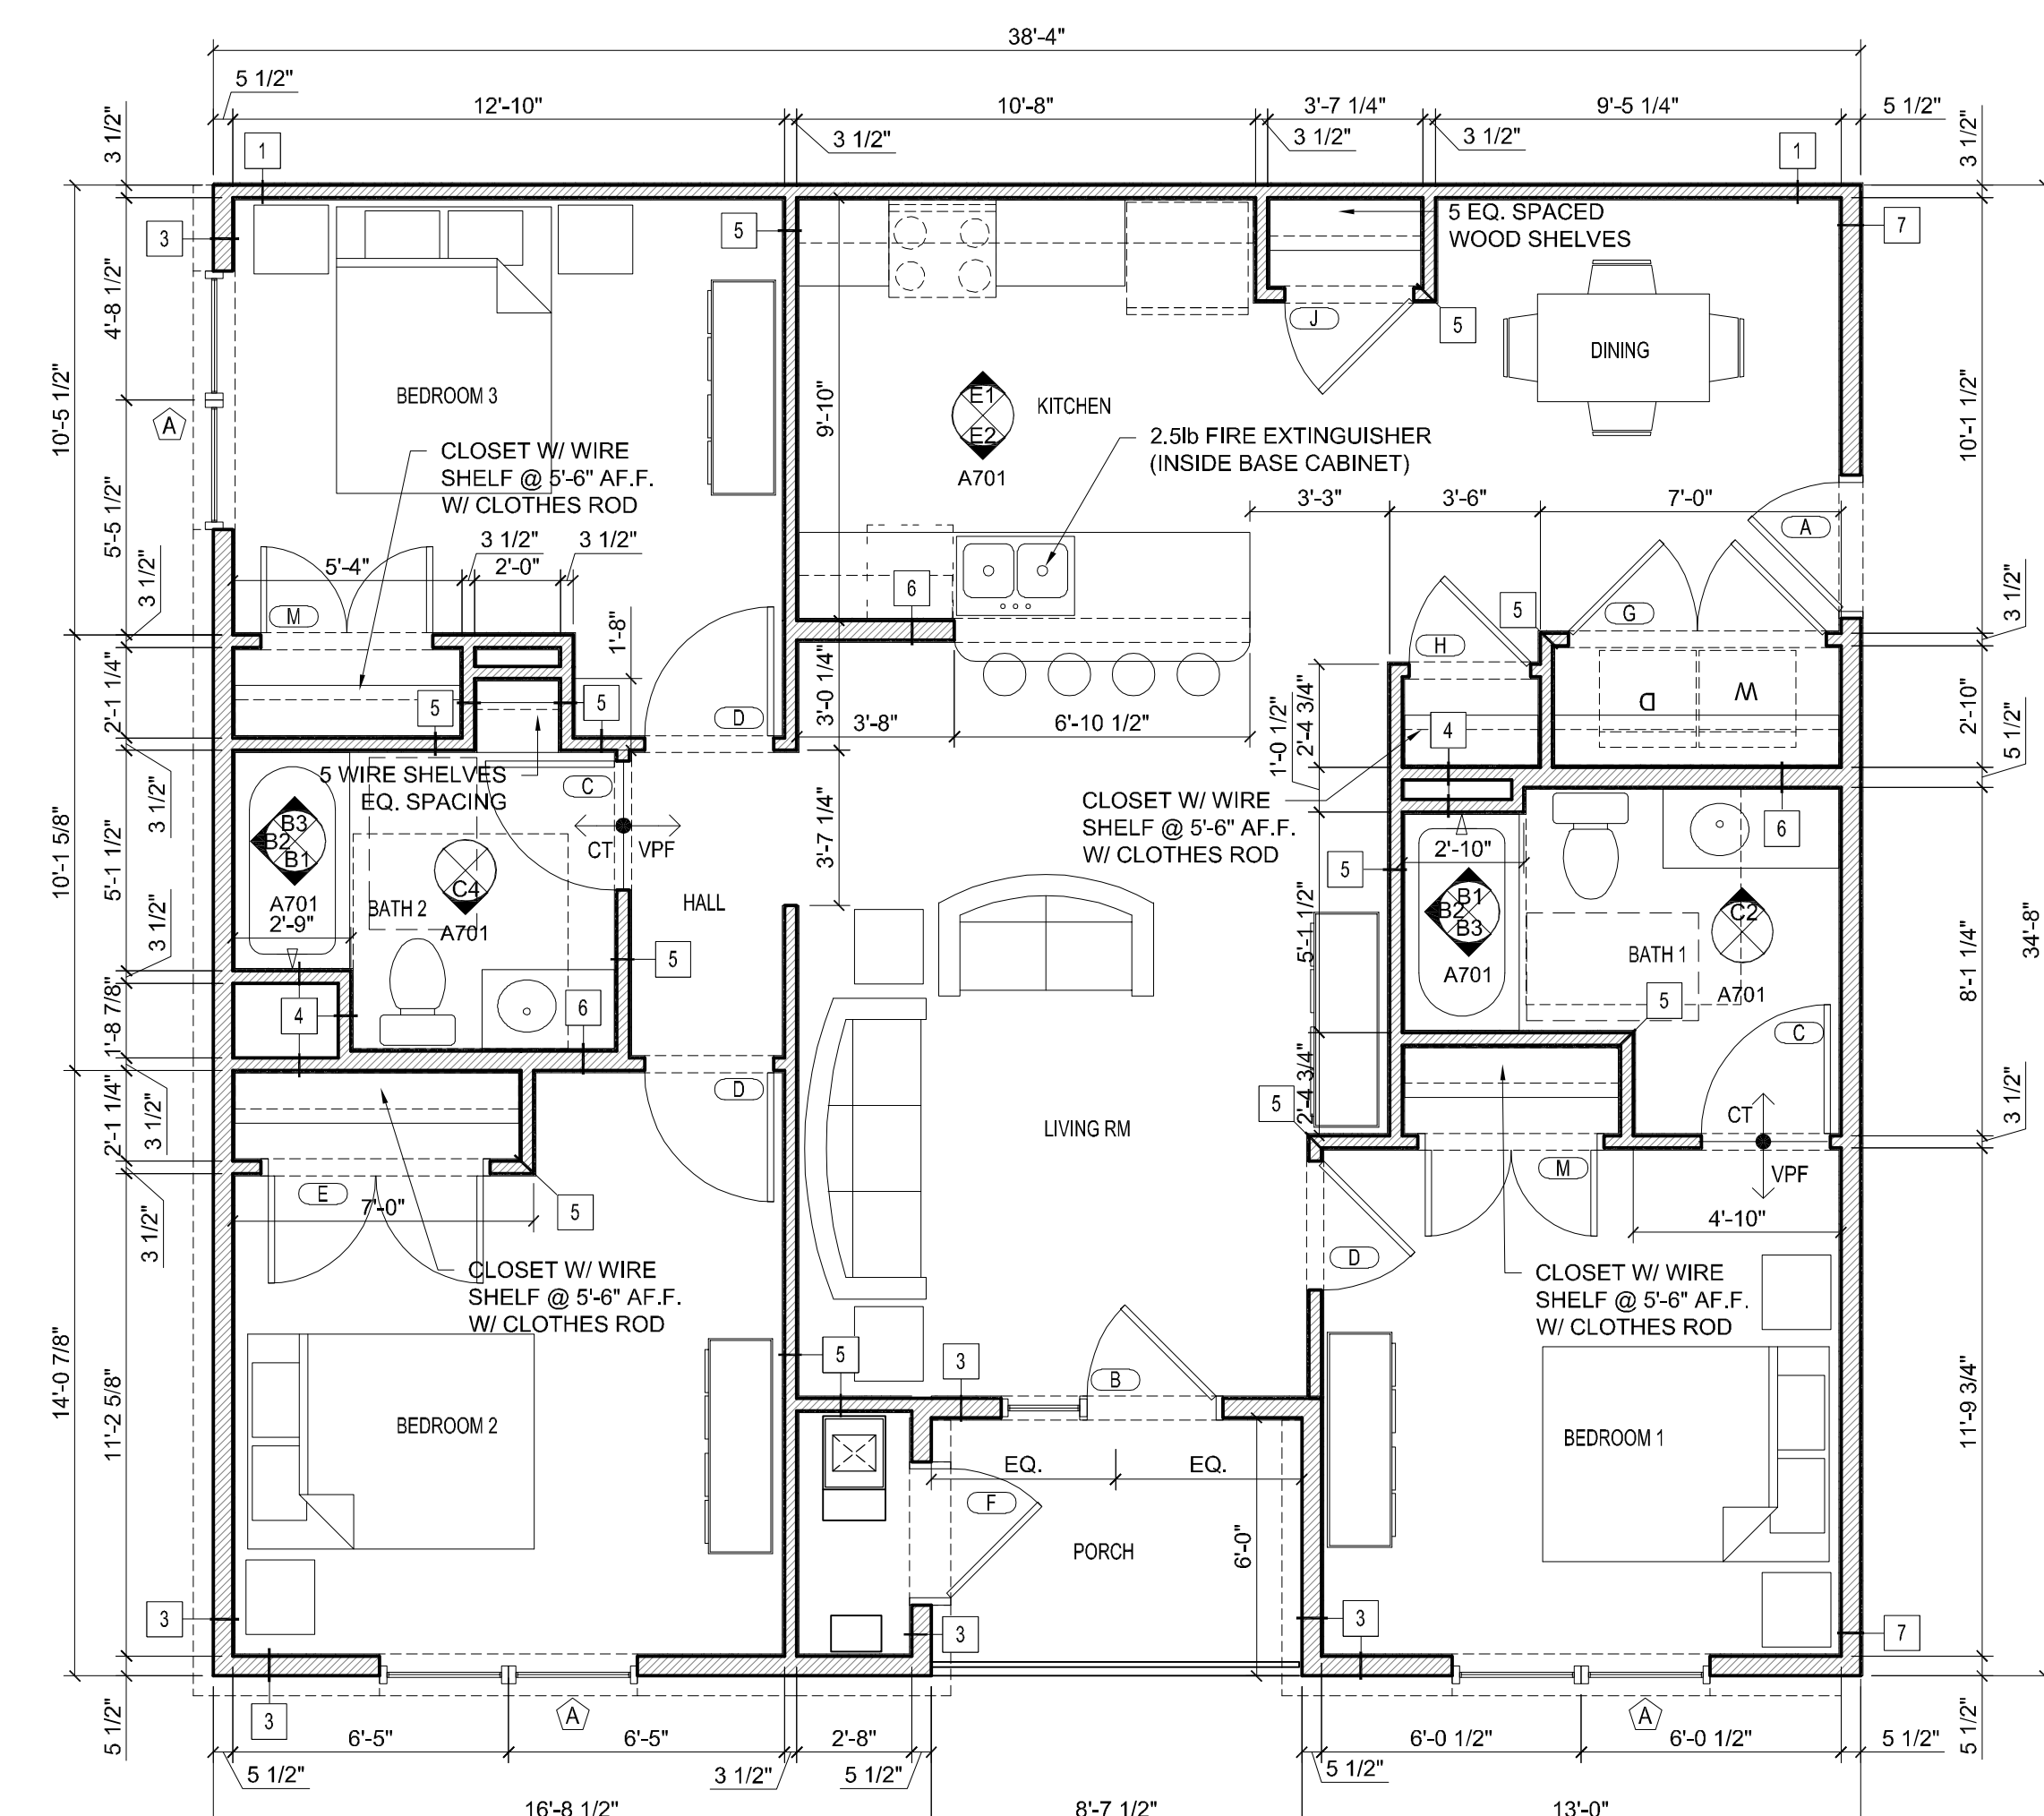 38'-4"
5 1/2"
12'-10"
10'-8"
3'-7 1/4"
9'-5 1/4"
5 1/2"
3 1/2"
3 1/2"
3 1/2"
3 1/2"
3 1/2"
1
1
3
5
5 EQ. SPACED
WOOD SHELVES
7
4'-8 1/2"
J
5
DINING
10'-5 1/2"
A
BEDROOM 3
9'-10"
E1
E2
A701
KITCHEN
10'-1 1/2"
CLOSET W/ WIRE
SHELF @ 5'-6" AF.F.
W/ CLOTHES ROD
2.5lb FIRE EXTINGUISHER
(INSIDE BASE CABINET)
3'-3"
3'-6"
7'-0"
A
5'-5 1/2"
3 1/2"
3 1/2"
5'-4"
2'-0"
3 1/2"
6
5
G
3 1/2"
M
1'-8"
H
2'-1 1/4"
5
5
D
3'-0 1/4"
3'-8"
6'-10 1/2"
1'-0 1/2"
2'-4 3/4"
4
D
W
2'-10"
5 1/2"
5 WIRE SHELVES
EQ. SPACING
C
CLOSET W/ WIRE
SHELF @ 5'-6" AF.F.
W/ CLOTHES ROD
3 1/2"
B3
B2
B1
A701
2'-9"
CT
VPF
3'-7 1/4"
5
2'-10"
6
10'-1 5/8"
5'-1 1/2"
BATH 2
C4
A701
HALL
B1
B2
B3
A701
C2
A701
BATH 1
34'-8"
3 1/2"
5
5'-1 1/2"
8'-1 1/4"
1'-8 7/8"
4
6
5
C
3 1/2"
D
5
2'-4 3/4"
LIVING RM
CT
VPF
3 1/2"
2'-1 1/4"
E
7'-0"
5
M
4'-10"
3 1/2"
D
CLOSET W/ WIRE
SHELF @ 5'-6" AF.F.
W/ CLOTHES ROD
CLOSET W/ WIRE
SHELF @ 5'-6" AF.F.
W/ CLOTHES ROD
14'-0 7/8"
11'-2 5/8"
5
3
B
11'-9 3/4"
BEDROOM 2
BEDROOM 1
EQ.
EQ.
F
6'-0"
PORCH
3
3
3
7
3
A
A
5 1/2"
6'-5"
6'-5"
2'-8"
6'-0 1/2"
6'-0 1/2"
5 1/2"
5 1/2"
5 1/2"
3 1/2"
5 1/2"
5 1/2"
16'-8 1/2"
8'-7 1/2"
13'-0"